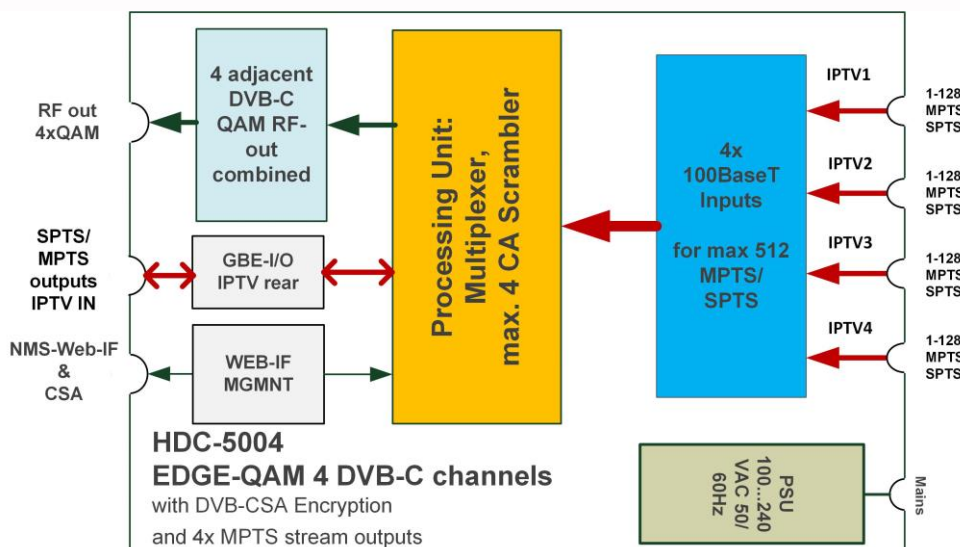 RF out
4xQAM
SPTS/
MPTS
outputs
IPTV IN
NMS-Web-IF
&
CSA
4 adjacent
DVB-C
QAM RF-
out
combined
GBE-I/O
IPTV rear
WEB-IF
MGMNT
Processing Unit:
Multiplexer,
max. 4 CA Scrambler
4x
100BaseT
Inputs
for max 512
MPTS/
SPTS
IPTV1
IPTV2
IPTV3
IPTV4
1-128
MPTS
SPTS
1-128
MPTS
SPTS
1-128
MPTS
SPTS
1-128
MPTS
SPTS
HDC-5004
EDGE-QAM 4 DVB-C channels
with DVB-CSA Encryption
and 4x MPTS stream outputs
PSU
100...240
VAC 50/
60Hz
Mains